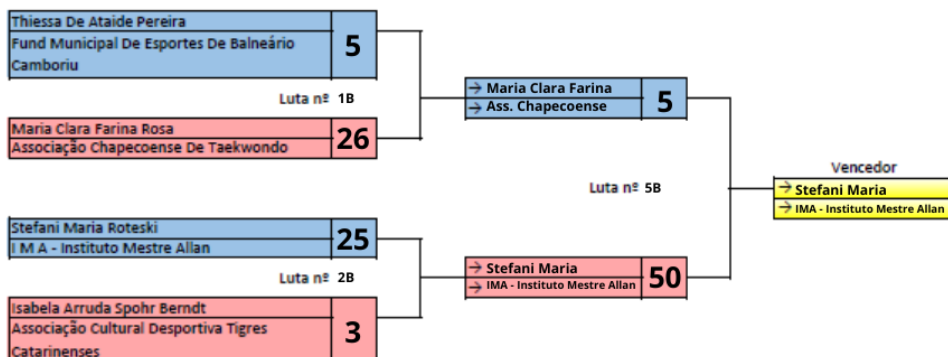 Thiessa De Ataide Pereira
Fund Municipal De Esportes De Balneário
Camboriu
5
Luta nº 1B
Maria Clara Farina Rosa
Associação Chapecoense De Taekwondo
26
→ Maria Clara Farina
→ Ass. Chapecoense
5
Luta nº 5B
Vencedor
→ Stefani Maria
→ IMA - Instituto Mestre Allan
Stefani Maria Roteski
I M A - Instituto Mestre Allan
25
Luta nº 2B
→ Stefani Maria
→ IMA - Instituto Mestre Allan
50
Isabela Arruda Spohr Berndt
Associação Cultural Desportiva Tigres
Catarinenses
3